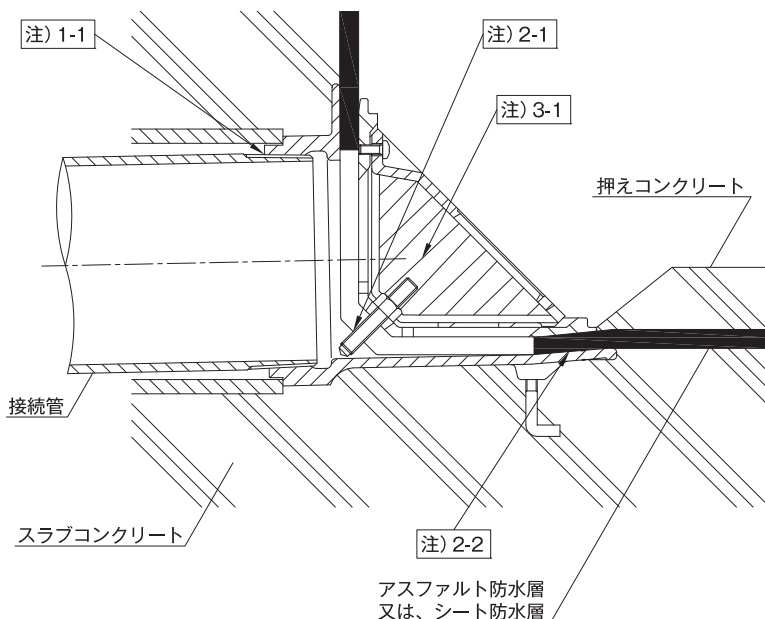 注) 1-1
注) 2-1
注) 3-1
押えコンクリート
接続管
スラブコンクリート
注) 2-2
アスファルト防水層
又は、シート防水層